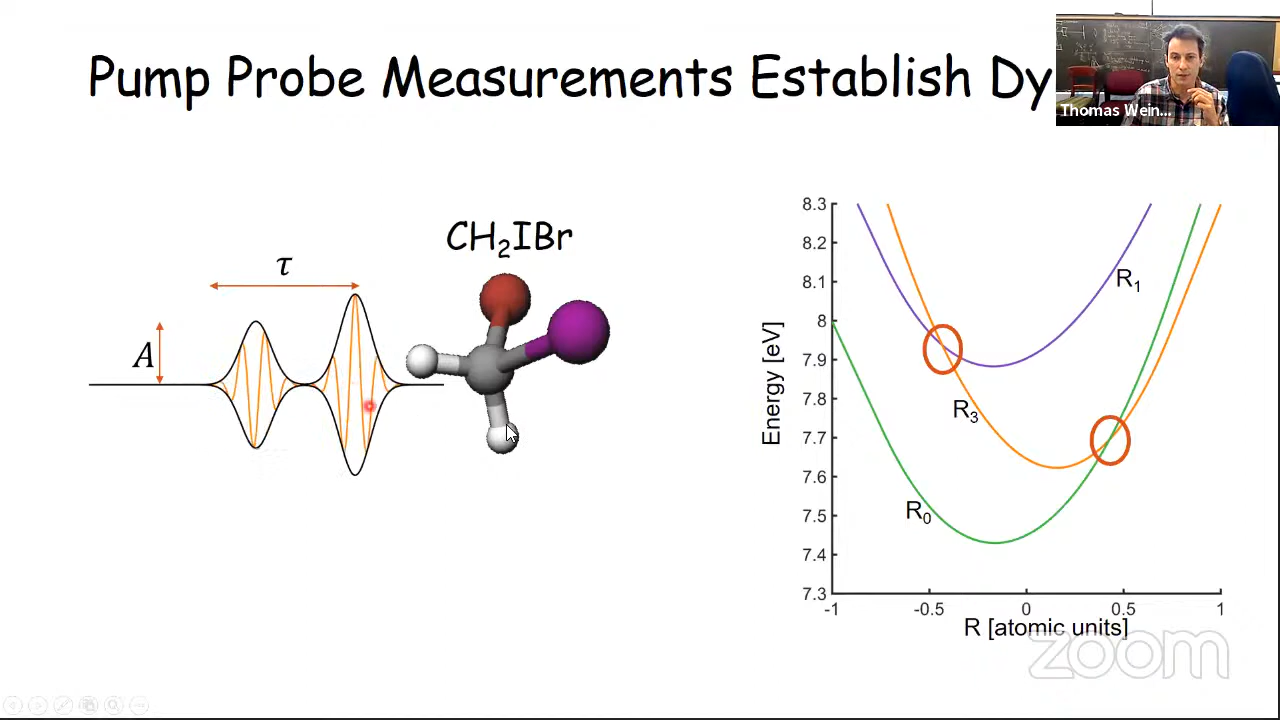 Pump Probe Measurements Establish Dy
Thomas Wein...
CH₂IBr
τ
A
8.3
8.2
8.1
8
7.9
7.8
7.7
7.6
7.5
7.4
7.3
Energy [eV]
R₁
R₃
R₀
-1 -0.5 0 0.5 1
R [atomic units]
zoom